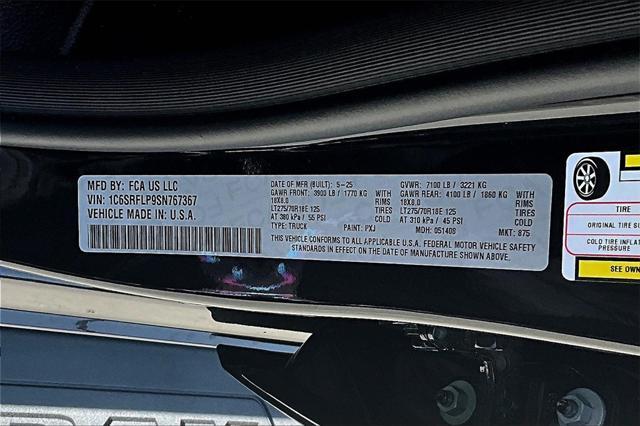 MFD BY: FCA US LLC
VIN: 1C6SRFLP9SN767367
VEHICLE MADE IN U.S.A.
DATE OF MFR (BUILT): 5-25
GAWR FRONT: 3900 LB / 1770 KG WITH
18X8.0 RIMS
LT275/70R18E 125 TIRES
AT 380 kPa / 55 PSI COLD
TYPE: TRUCK PAINT: PXJ
GVWR: 7100 LB / 3221 KG
GAWR REAR: 4100 LB / 1860 KG WITH
18X8.0 RIMS
LT275/70R18E 125 TIRES
AT 310 kPa / 45 PSI COLD
MDH: 051408 MKT: 875
THIS VEHICLE CONFORMS TO ALL APPLICABLE U.S.A. FEDERAL MOTOR VEHICLE SAFETY
STANDARDS IN EFFECT ON THE DATE OF MANUFACTURE SHOWN ABOVE.
TIRE
ORIGINAL TIRE SI
COLD TIRE INFLAT
PRESSURE
SEE OWN